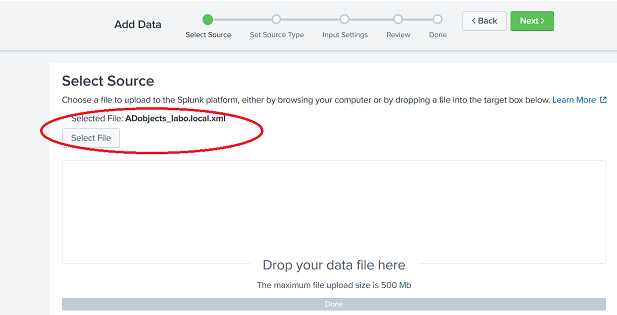 Add Data
Select Source
Set Source Type
Input Settings
Review
Done
< Back
Next >
Select Source
Choose a file to upload to the Splunk platform, either by browsing your computer or by dropping a file into the target box below. Learn More
Selected File: ADobjects_labo.local.xml
Select File
Drop your data file here
The maximum file upload size is 500 Mb
Done